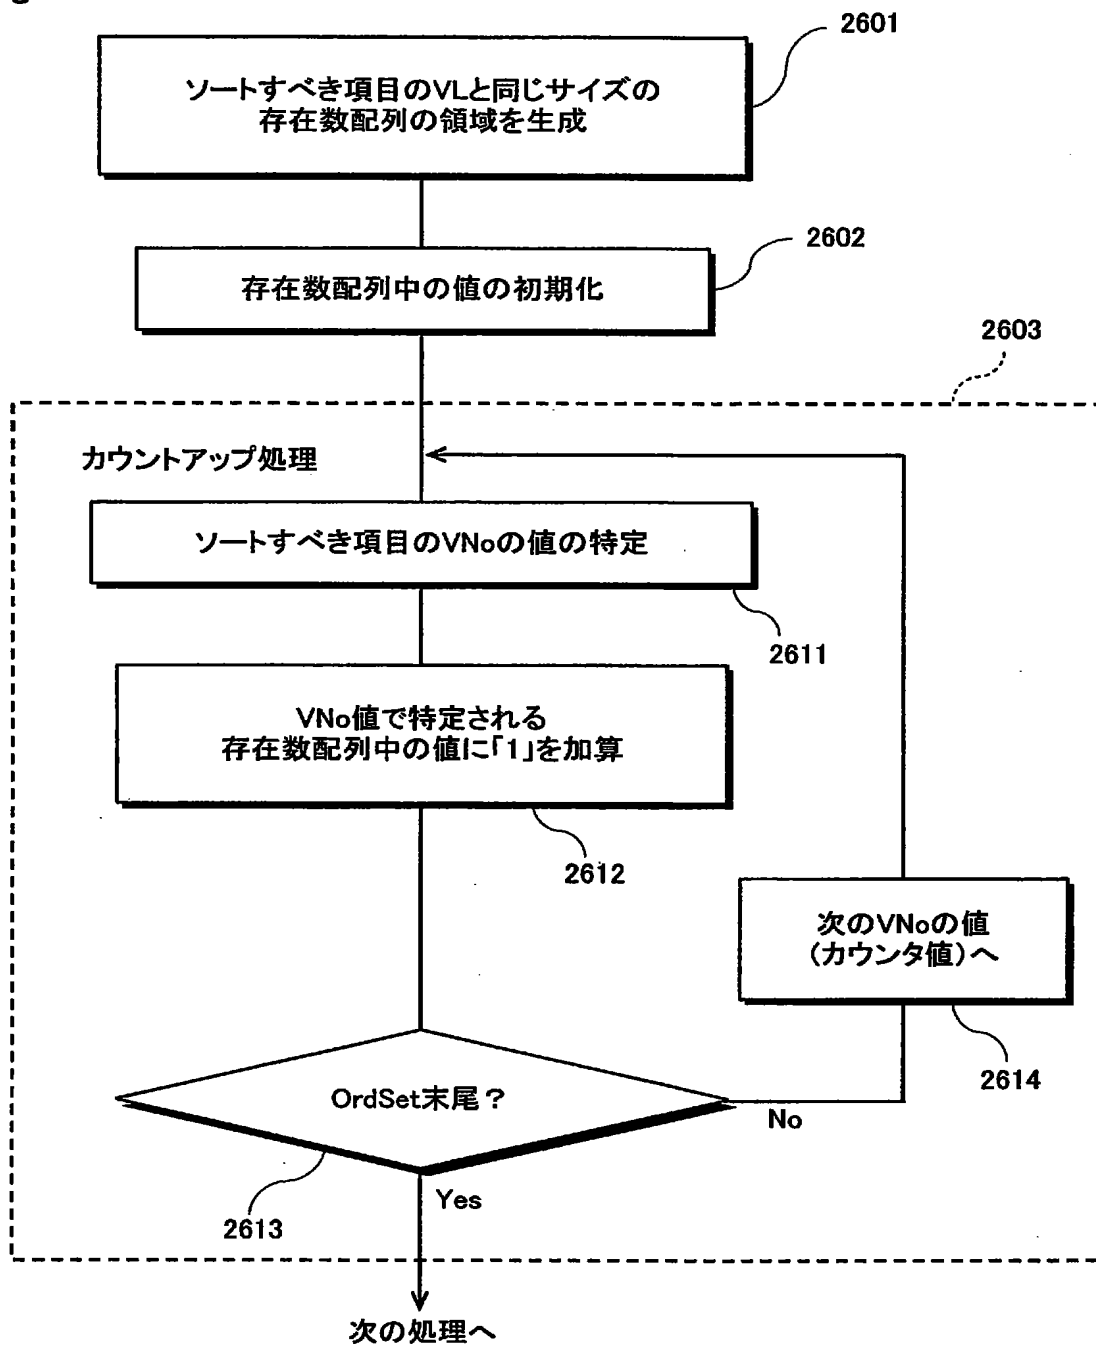 2601
ソートすべき項目のVLと同じサイズの
存在数配列の領域を生成
2602
存在数配列中の値の初期化
2603
カウントアップ処理
ソートすべき項目のVNoの値の特定
2611
VNo値で特定される
存在数配列中の値に「1」を加算
2612
次のVNoの値
(カウンタ値)へ
2614
OrdSet末尾?
No
2613
Yes
次の処理へ